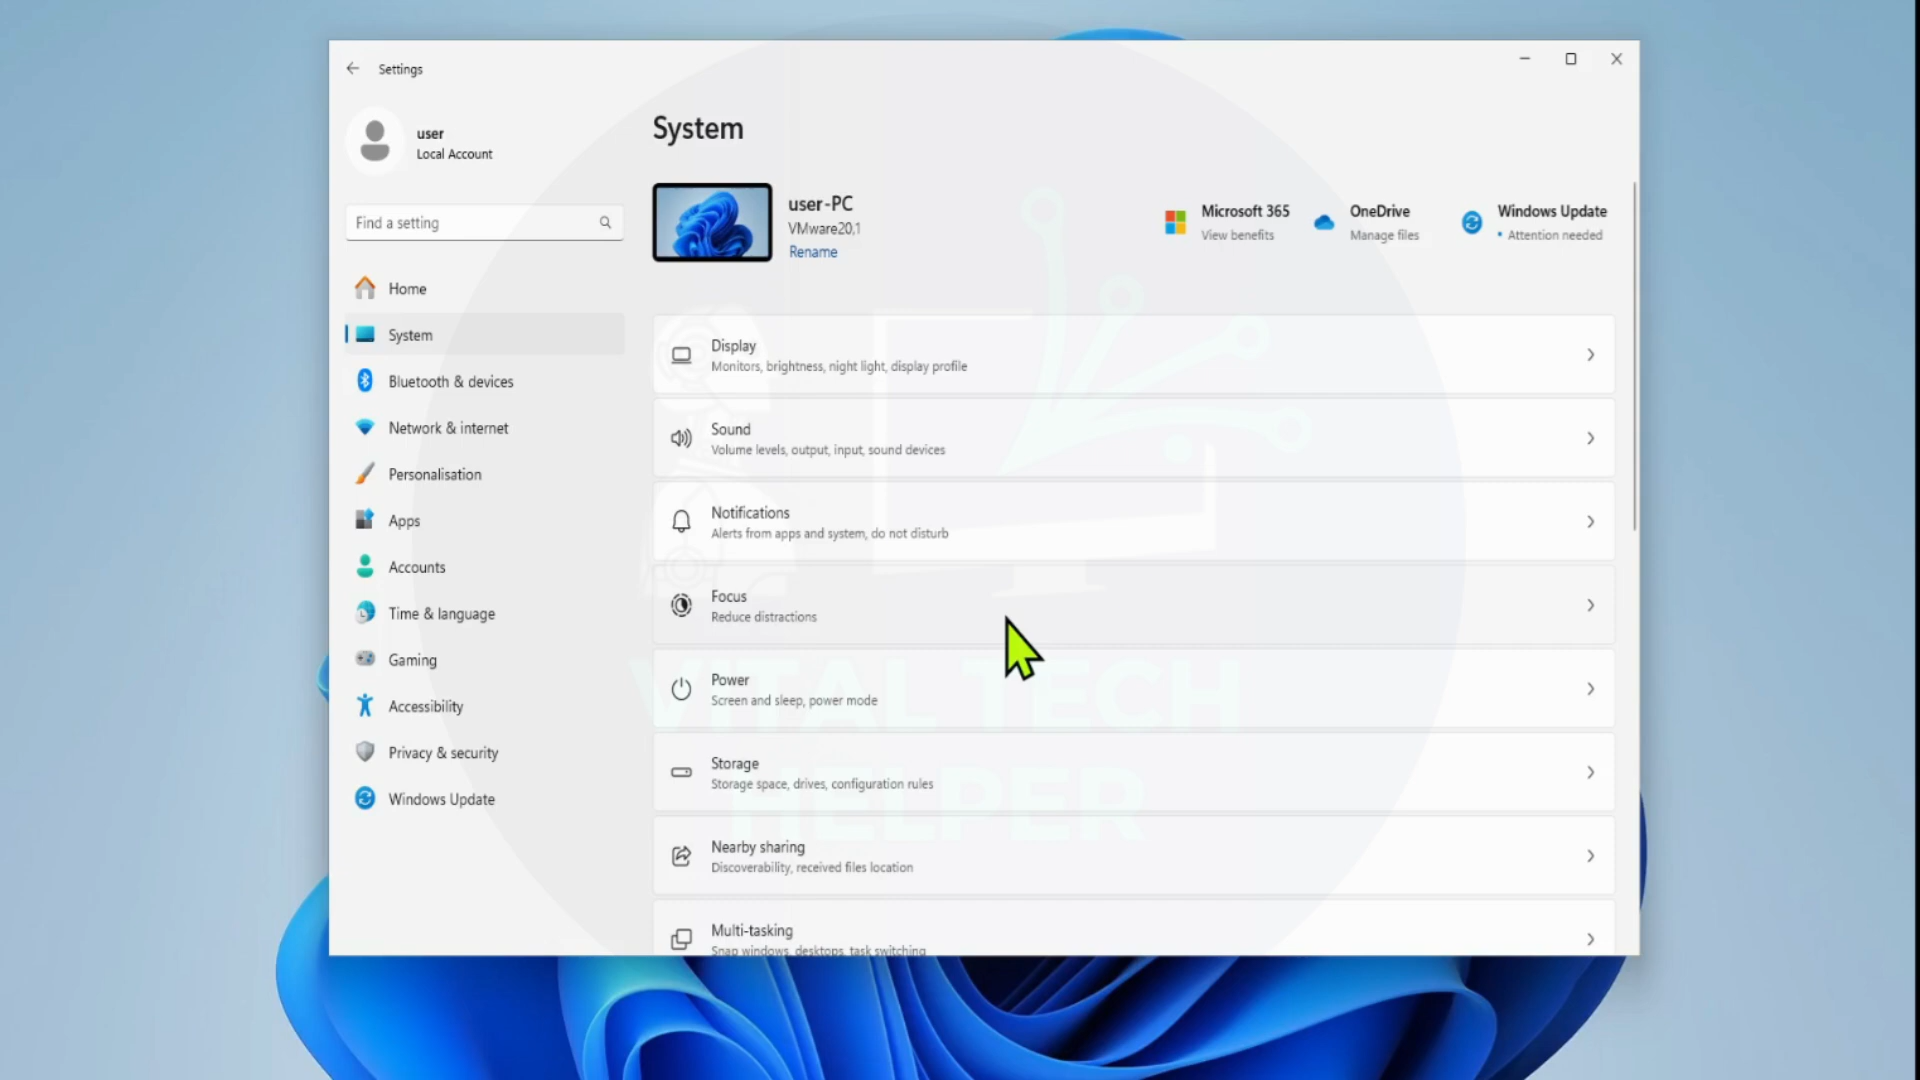 Settings
user
Local Account
Find a setting
Home
System
Bluetooth & devices
Network & internet
Personalisation
Apps
Accounts
Time & language
Gaming
Accessibility
Privacy & security
Windows Update
System
user-PC
VMware20,1
Rename
Microsoft 365
View benefits
OneDrive
Manage files
Windows Update
Attention needed
Display
Monitors, brightness, night light, display profile
Sound
Volume levels, output, input, sound devices
Notifications
Alerts from apps and system, do not disturb
Focus
Reduce distractions
Power
Screen and sleep, power mode
Storage
Storage space, drives, configuration rules
Nearby sharing
Discoverability, received files location
Multi-tasking
Snap windows, desktops, task switching
VITAL TECH
HELPER